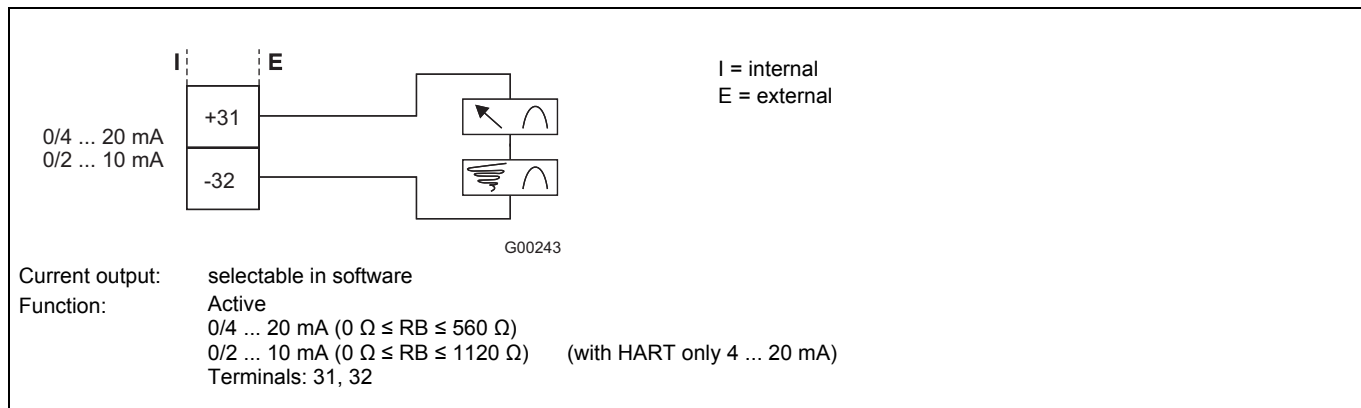 I E
I = internal
E = external
+31
0/4 ... 20 mA
0/2 ... 10 mA
-32
G00243
Current output: selectable in software
Function: Active
0/4 ... 20 mA (0 Ω ≤ RB ≤ 560 Ω)
0/2 ... 10 mA (0 Ω ≤ RB ≤ 1120 Ω) (with HART only 4 ... 20 mA)
Terminals: 31, 32